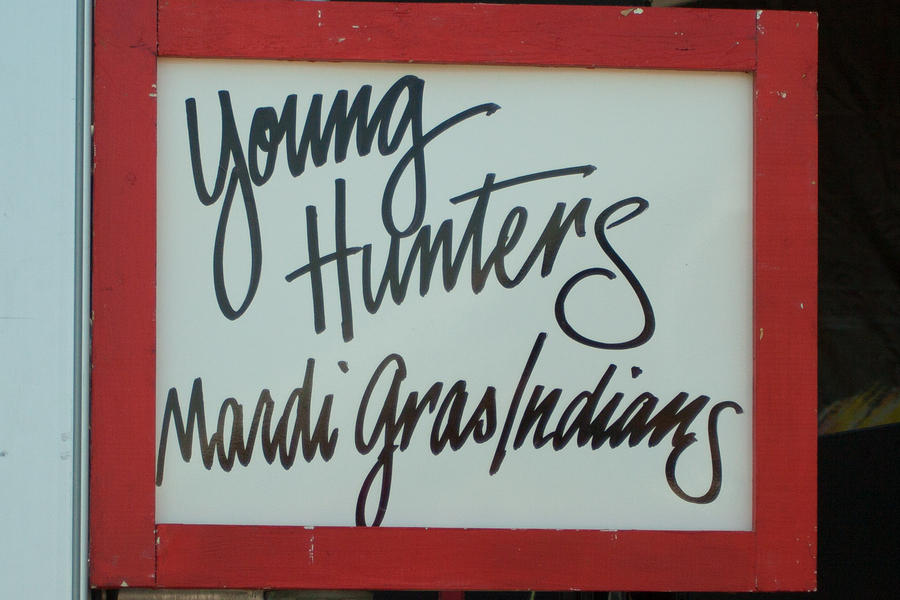 Young
Hunters
Mardi Gras Indians